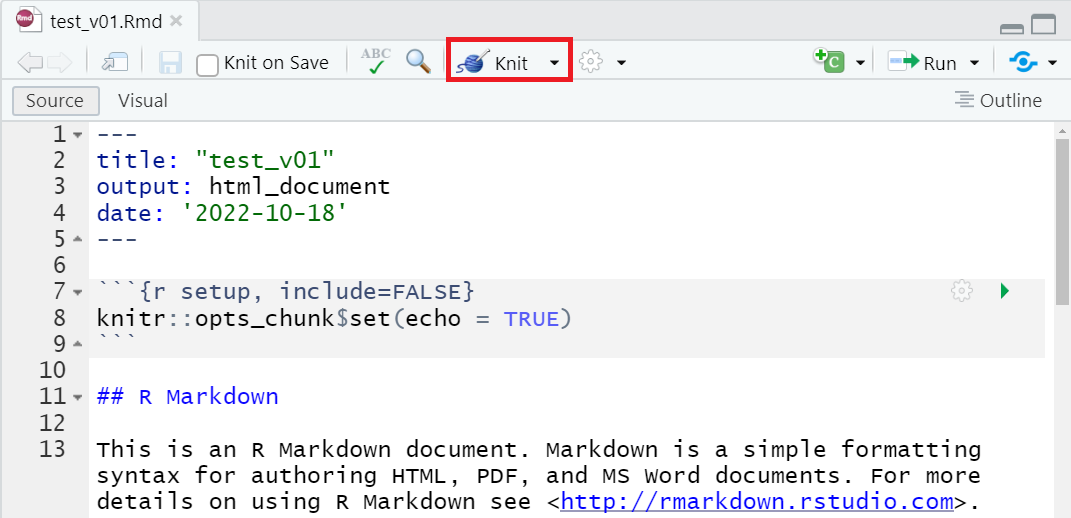 Rmd test_v01.Rmd
Knit on Save ABC Knit C Run
Source Visual Outline
1 ---
2 title: "test_v01"
3 output: html_document
4 date: '2022-10-18'
5 ---
6
7 ```{r setup, include=FALSE}
8 knitr::opts_chunk$set(echo = TRUE)
9 ```
10
11 ## R Markdown
12
13 This is an R Markdown document. Markdown is a simple formatting
syntax for authoring HTML, PDF, and MS Word documents. For more
details on using R Markdown see <http://rmarkdown.rstudio.com>.